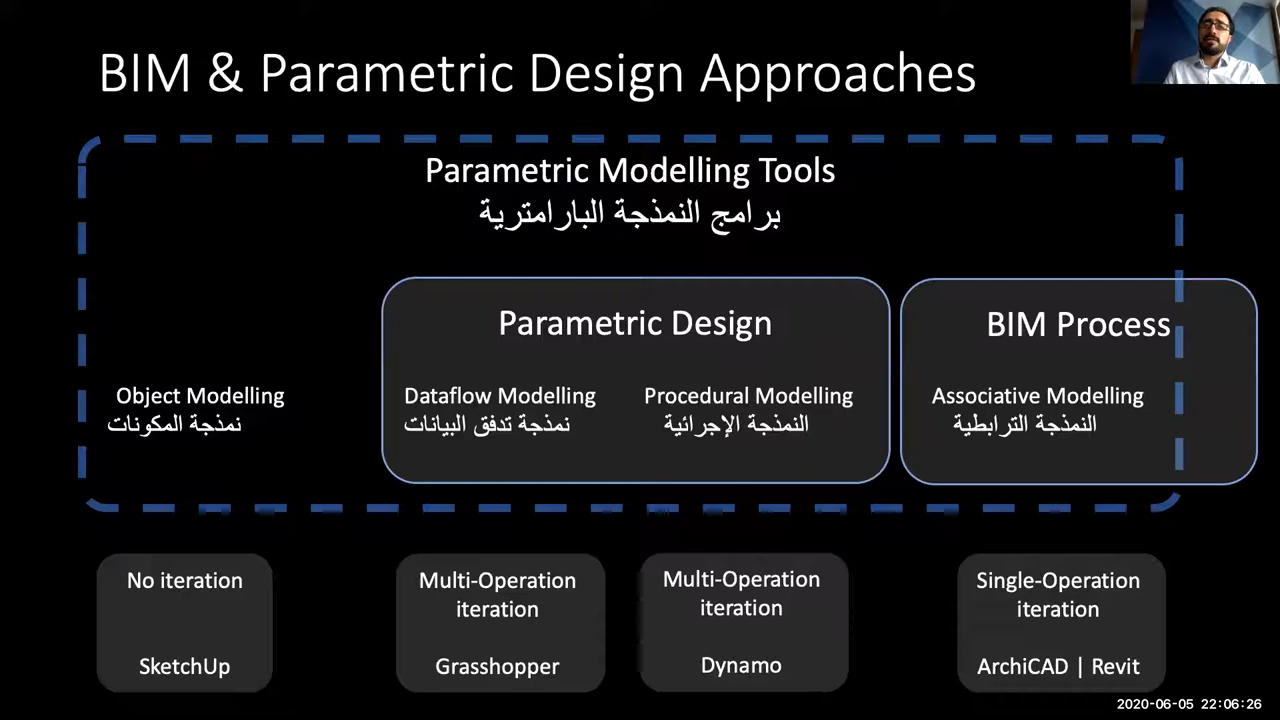 BIM & Parametric Design Approaches
Parametric Modelling Tools
برامج النمذجة البارامترية
Parametric Design
BIM Process
Object Modelling
نمذجة المكونات
Dataflow Modelling
نمذجة تدفق البيانات
Procedural Modelling
النمذجة الإجرائية
Associative Modelling
النمذجة الترابطية
No iteration
SketchUp
Multi-Operation
iteration
Grasshopper
Multi-Operation
iteration
Dynamo
Single-Operation
iteration
ArchiCAD | Revit
2020-06-05 22:06:26